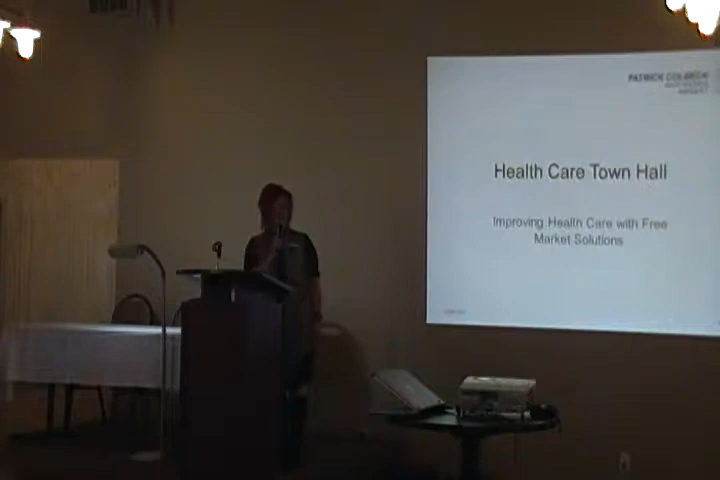 PATRICK COLBECK
Health Care Town Hall
Improving Health Care with Free
Market Solutions